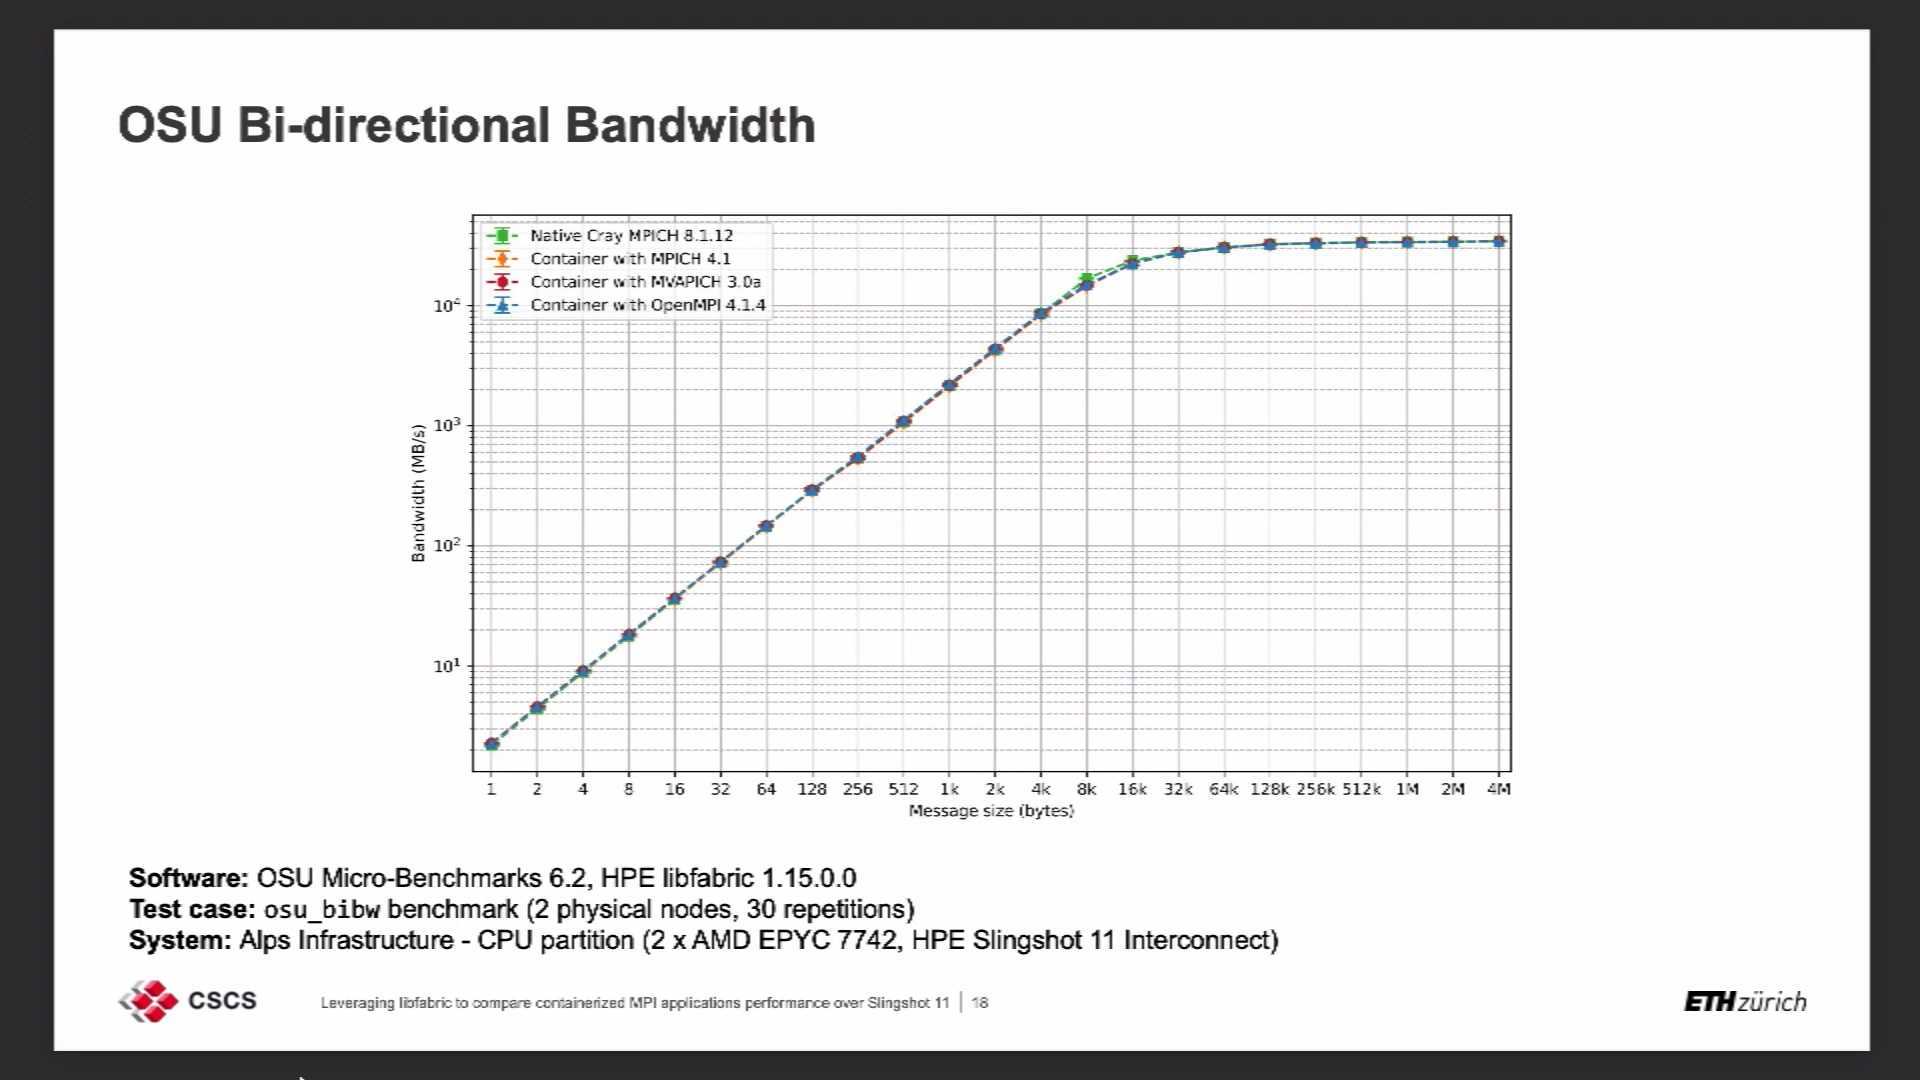 OSU Bi-directional Bandwidth
Native Cray MPICH 8.1.12
Container with MPICH 4.1
Container with MVAPICH 3.0a
Container with OpenMPI 4.1.4
10⁴
10³
10²
10¹
Bandwidth (MB/s)
1 2 4 8 16 32 64 128 256 512 1k 2k 4k 8k 16k 32k 64k 128k 256k 512k 1M 2M 4M
Message size (bytes)
Software: OSU Micro-Benchmarks 6.2, HPE libfabric 1.15.0.0
Test case: osu_bibw benchmark (2 physical nodes, 30 repetitions)
System: Alps Infrastructure - CPU partition (2 x AMD EPYC 7742, HPE Slingshot 11 Interconnect)
CSCS Leveraging libfabric to compare containerized MPI applications performance over Slingshot 11 | 18 ETH zürich